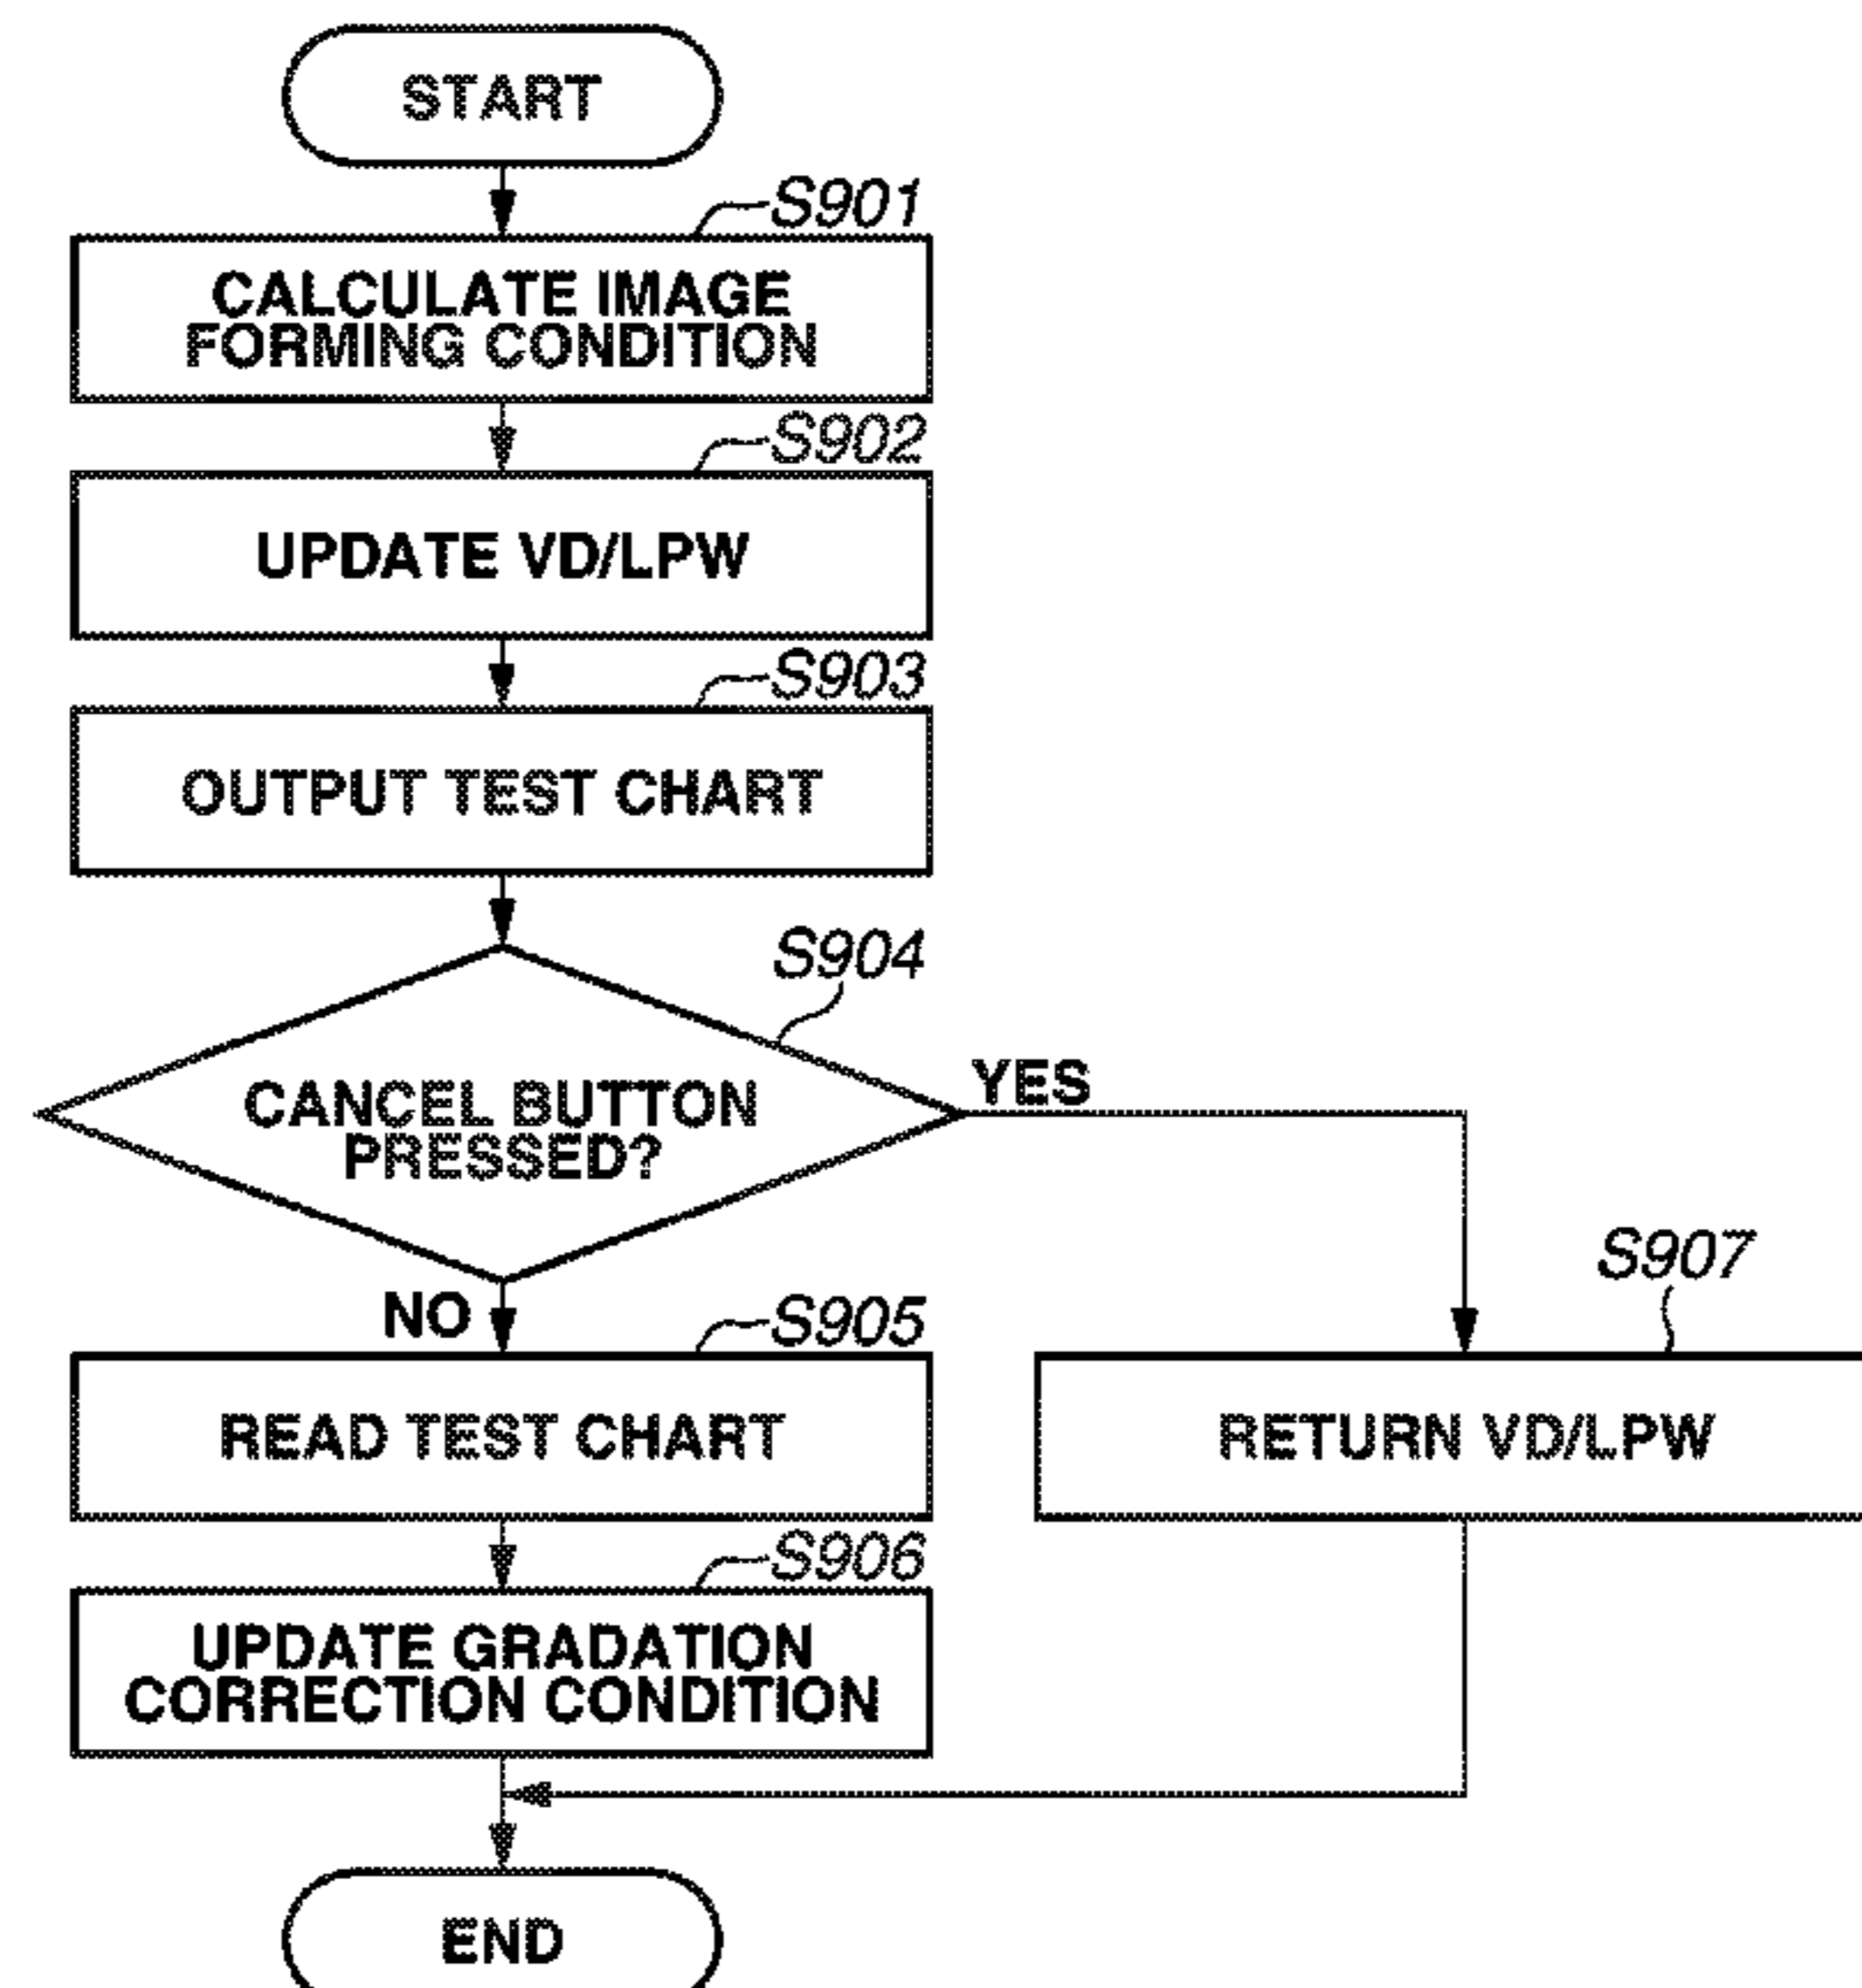 START
S901
CALCULATE IMAGE
FORMING CONDITION
S902
UPDATE VD/LPW
S903
OUTPUT TEST CHART
S904
CANCEL BUTTON
PRESSED?
YES
NO
S905
READ TEST CHART
S907
RETURN VD/LPW
S906
UPDATE GRADATION
CORRECTION CONDITION
END